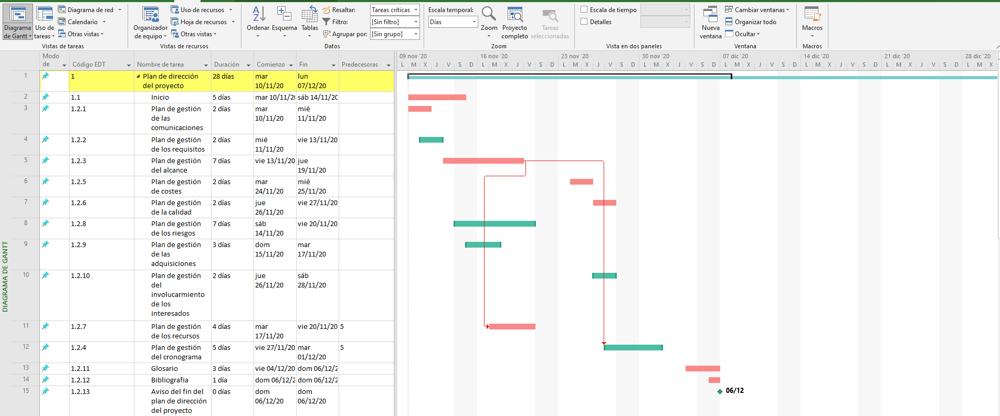 Diagrama de Gantt
Uso de tareas
Diagrama de red
Calendario
Otras vistas
Vistas de tareas
Organizador de equipo
Uso de recursos
Hoja de recursos
Otras vistas
Vistas de recursos
Ordenar
Esquema
Tablas
Resaltar: Tareas críticas
Filtro: [Sin filtro]
Agrupar por: [Sin grupo]
Datos
Escala temporal:
Días
Zoom
Proyecto completo
Tareas seleccionadas
Zoom
Escala de tiempo
Detalles
Vista en dos paneles
Nueva ventana
Cambiar ventanas
Organizar todo
Ocultar
Ventana
Macros
Macros
Modo de
Código EDT
Nombre de tarea
Duración
Comienzo
Fin
Predecesoras
09 nov '20 16 nov '20 23 nov '20 30 nov '20 07 dic '20 14 dic '20 21 dic '20 28 dic '20
L M X J V S D L M X J V S D L M X J V S D L M X J V S D L M X J V S D L M X J V S D L M X J V S D L M X
1 1 Plan de dirección del proyecto 28 días mar 10/11/20 lun 07/12/20
2 1.1 Inicio 5 días mar 10/11/20 sáb 14/11/20
3 1.2.1 Plan de gestión de las comunicaciones 2 días mar 10/11/20 mié 11/11/20
4 1.2.2 Plan de gestión de los requisitos 2 días mié 11/11/20 vie 13/11/20
5 1.2.3 Plan de gestión del alcance 7 días vie 13/11/20 jue 19/11/20
6 1.2.5 Plan de gestión de costes 2 días mar 24/11/20 mié 25/11/20
7 1.2.6 Plan de gestión de la calidad 2 días jue 26/11/20 vie 27/11/20
8 1.2.8 Plan de gestión de los riesgos 7 días sáb 14/11/20 vie 20/11/20
9 1.2.9 Plan de gestión de las adquisiciones 3 días dom 15/11/20 mar 17/11/20
10 1.2.10 Plan de gestión del involucarmiento de los interesados 2 días jue 26/11/20 sáb 28/11/20
11 1.2.7 Plan de gestión de los recursos 4 días mar 17/11/20 vie 20/11/20 5
12 1.2.4 Plan de gestión del cronograma 5 días vie 27/11/20 mar 01/12/20 5
13 1.2.11 Glosario 3 días vie 04/12/20 dom 06/12/2
14 1.2.12 Bibliografia 1 día dom 06/12/2 dom 06/12/2
15 1.2.13 Aviso del fin del plan de dirección del proyecto 0 días dom 06/12/20 dom 06/12/20
06/12
DIAGRAMA DE GANTT